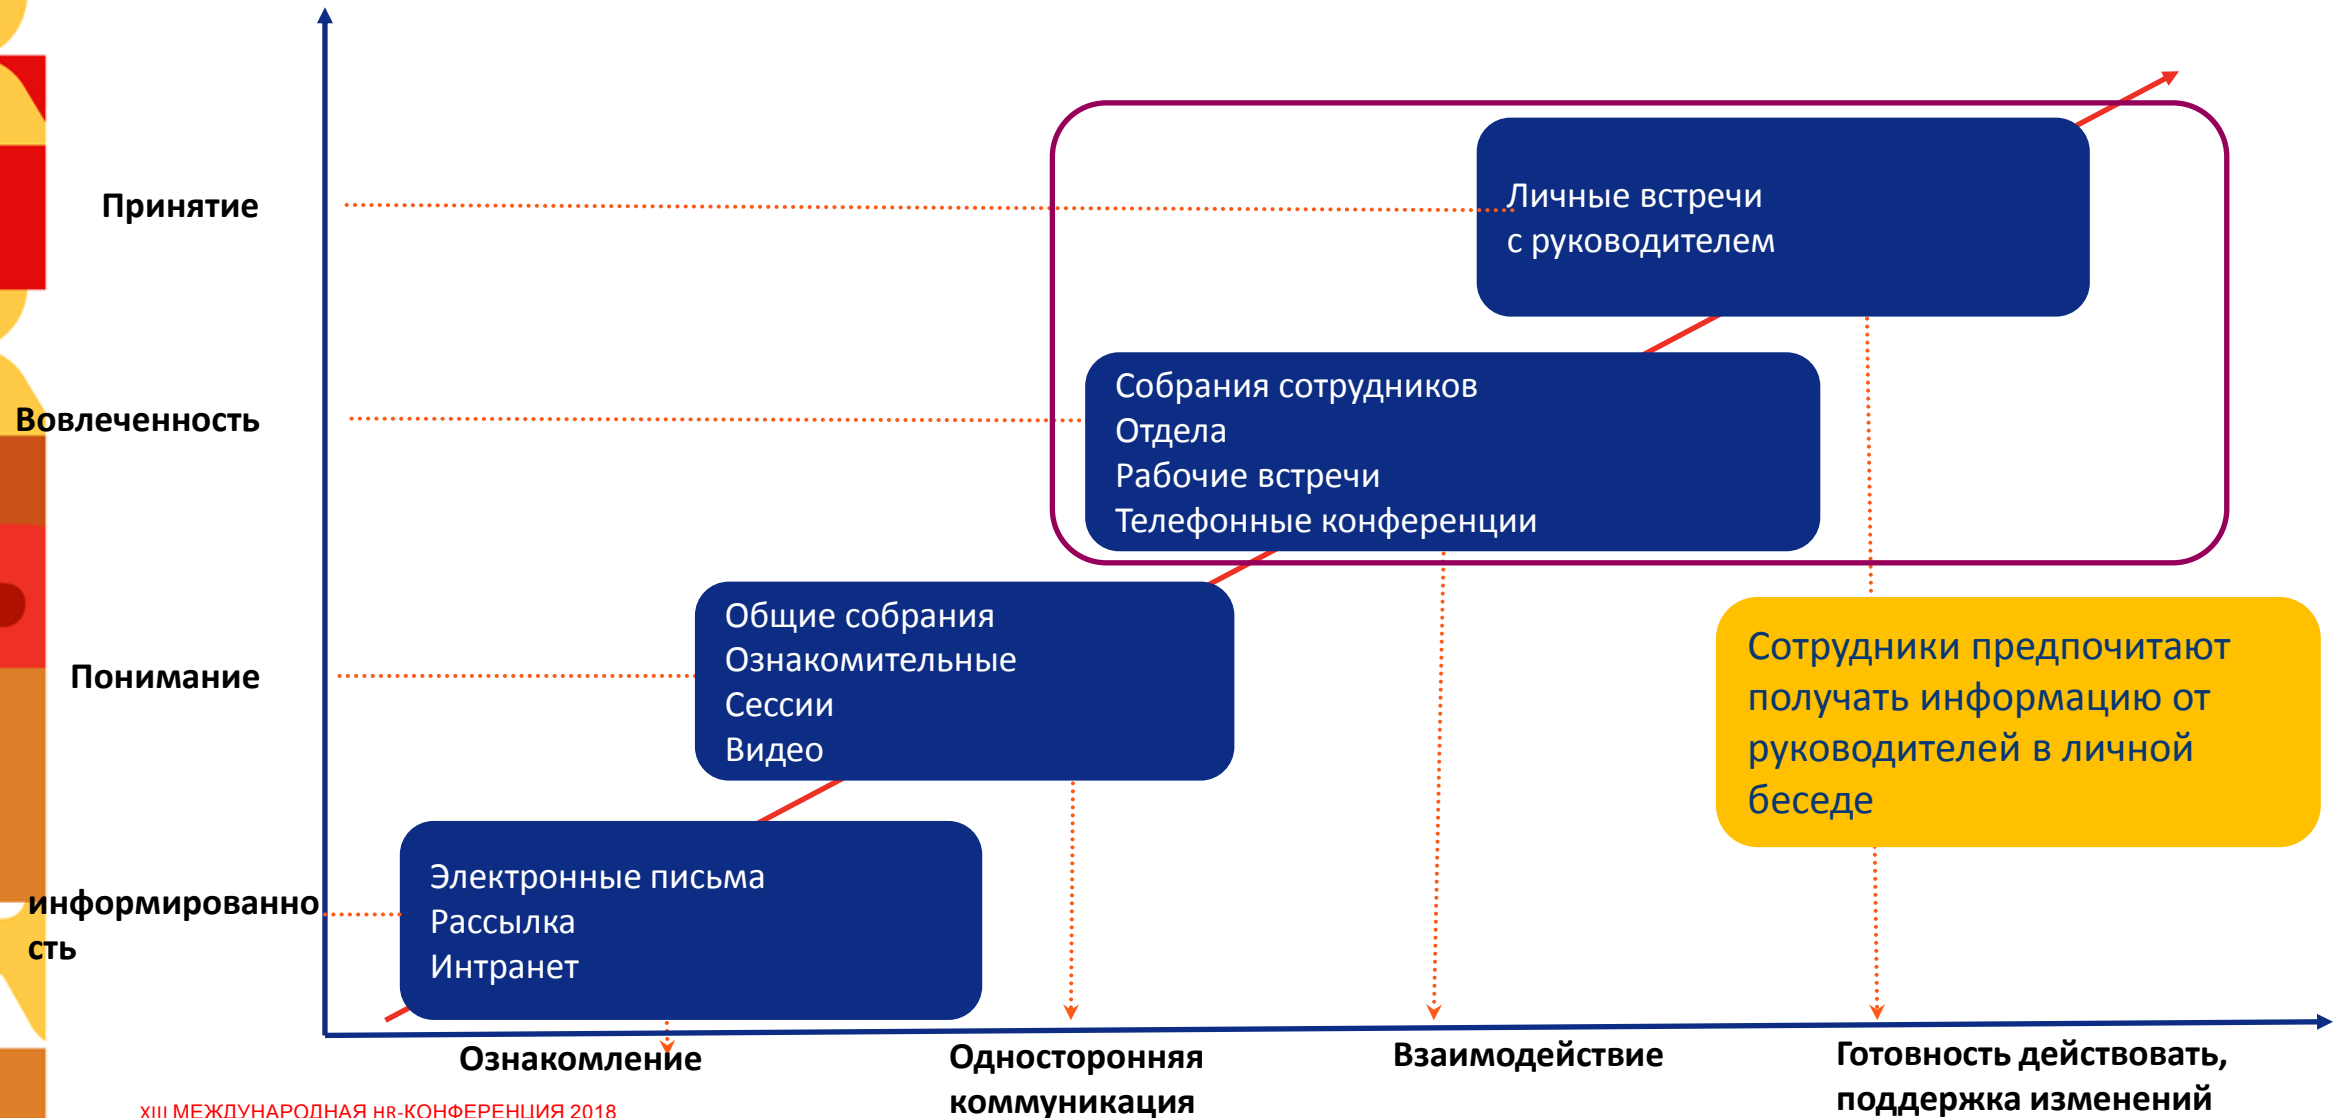 Принятие
Личные встречи
с руководителем
Вовлеченность
Собрания сотрудников
Отдела
Рабочие встречи
Телефонные конференции
Понимание
Общие собрания
Ознакомительные
Сессии
Видео
Сотрудники предпочитают
получать информацию от
руководителей в личной
беседе
информированно
сть
Электронные письма
Рассылка
Интранет
Ознакомление
Односторонняя
коммуникация
Взаимодействие
Готовность действовать,
поддержка изменений
XIII МЕЖДУНАРОДНАЯ HR-КОНФЕРЕНЦИЯ 2018